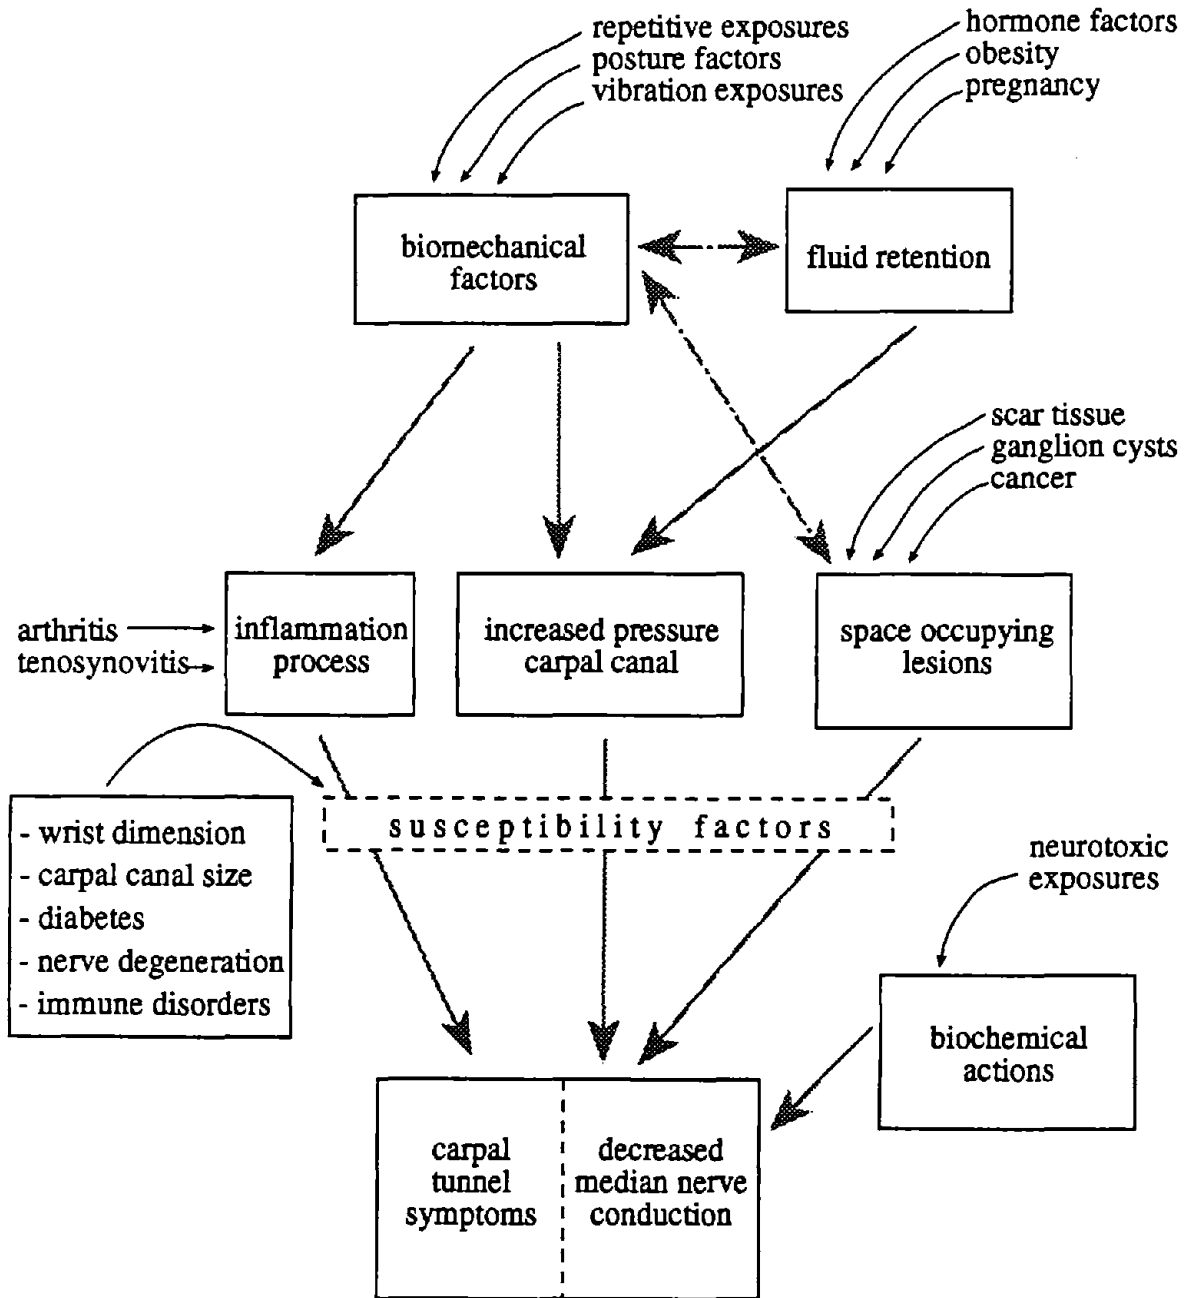 repetitive exposures
posture factors
vibration exposures
hormone factors
obesity
pregnancy
biomechanical
factors
fluid retention
scar tissue
ganglion cysts
cancer
arthritis
tenosynovitis
inflammation
process
increased pressure
carpal canal
space occupying
lesions
- wrist dimension
- carpal canal size
- diabetes
- nerve degeneration
- immune disorders
susceptibility factors
neurotoxic
exposures
biochemical
actions
carpal
tunnel
symptoms
decreased
median nerve
conduction